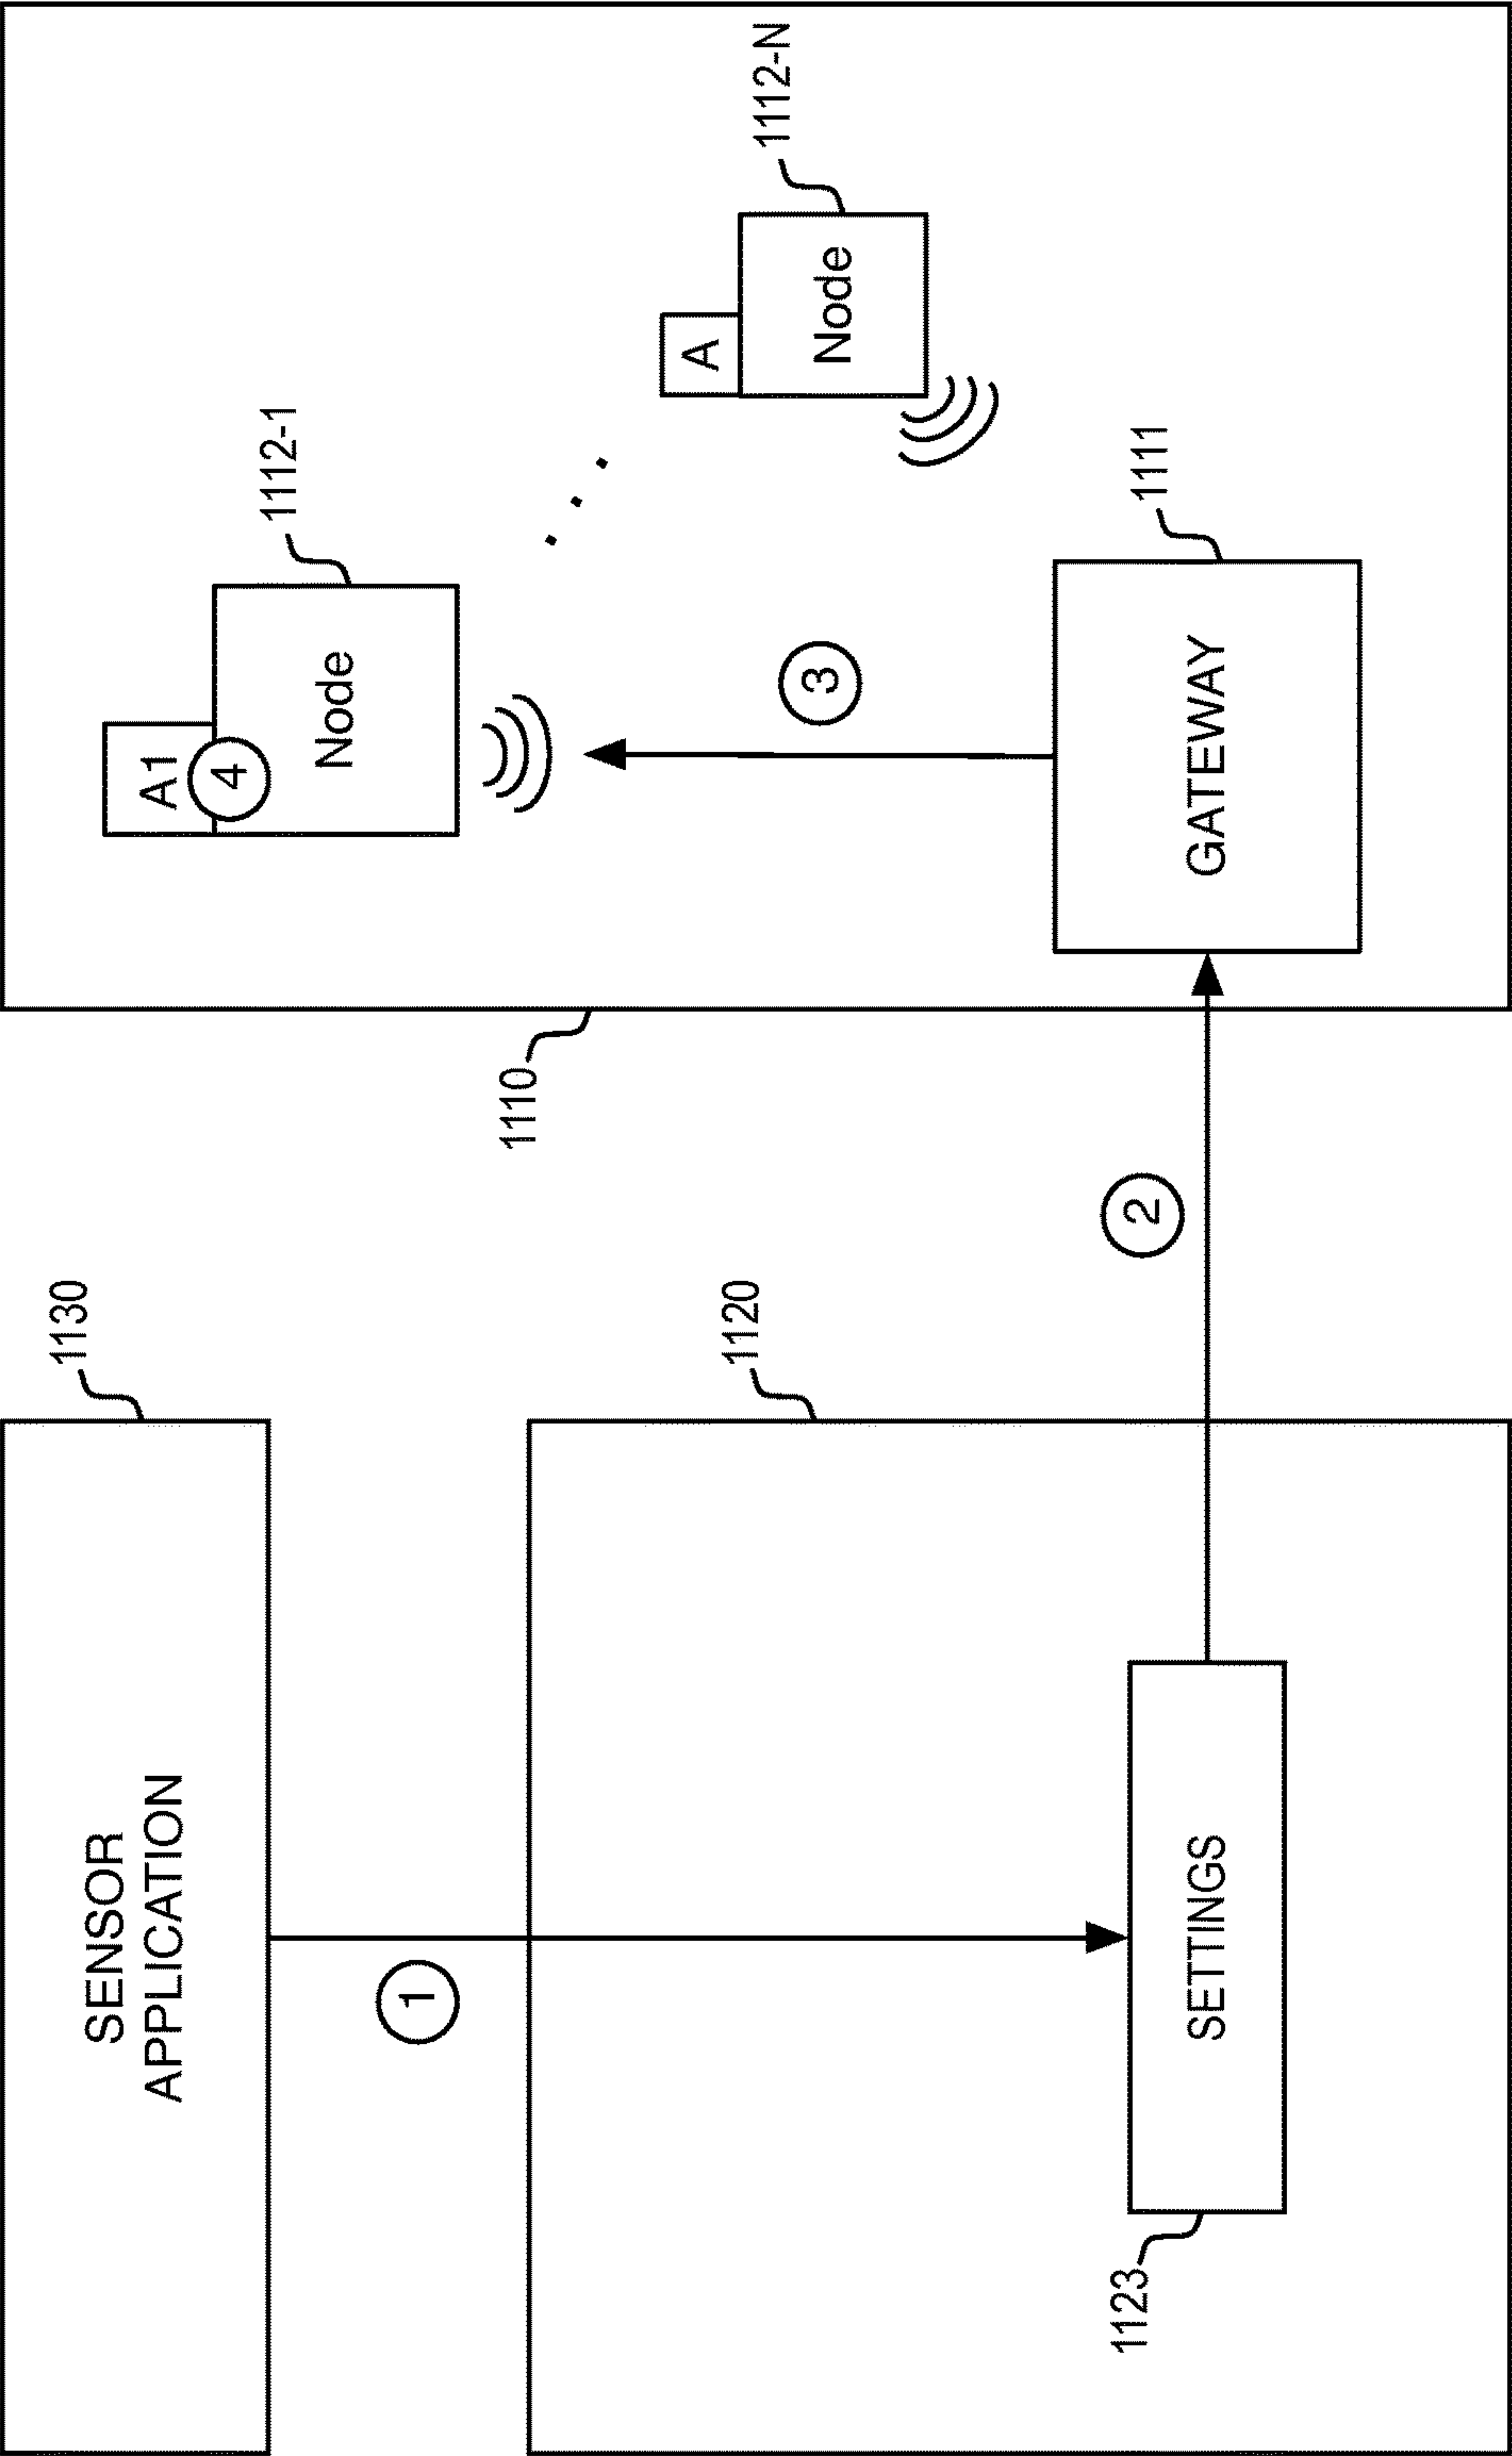 SENSOR
APPLICATION
1130
1
1120
SETTINGS
1123
2
1110
A1
4
Node
1112-1
A
Node
1112-N
3
GATEWAY
1111